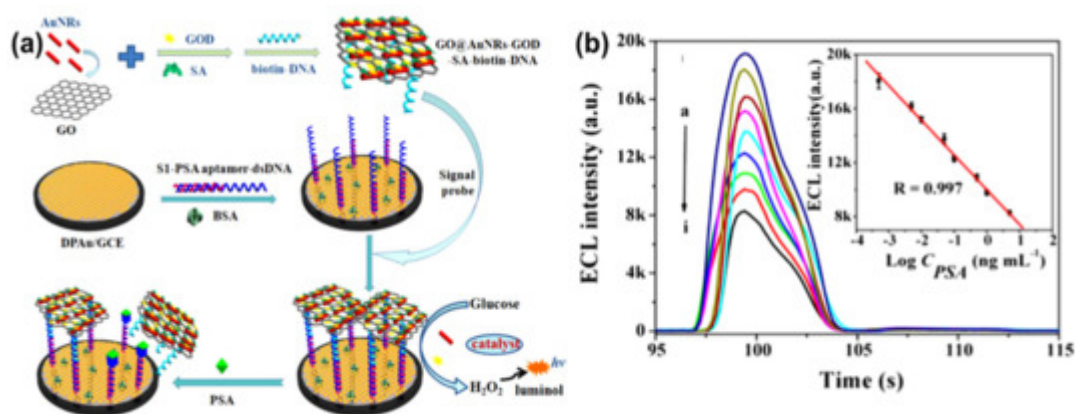 (a)
AuNRs
GO
GOD
SA
biotin-DNA
GO@AuNRs-GOD
-SA-biotin-DNA
S1-PSA aptamer-dsDNA
BSA
DPAu/GCE
Signal
probe
Glucose
catalyst
hv
H2O2
luminol
PSA
(b)
ECL intensity (a.u.)
20k
16k
12k
8k
4k
0
95
100
105
110
115
Time (s)
a
i
ECL intensity(a.u.)
20k
16k
12k
8k
R = 0.997
-4
-3
-2
-1
0
1
2
Log C PSA (ng mL-1)